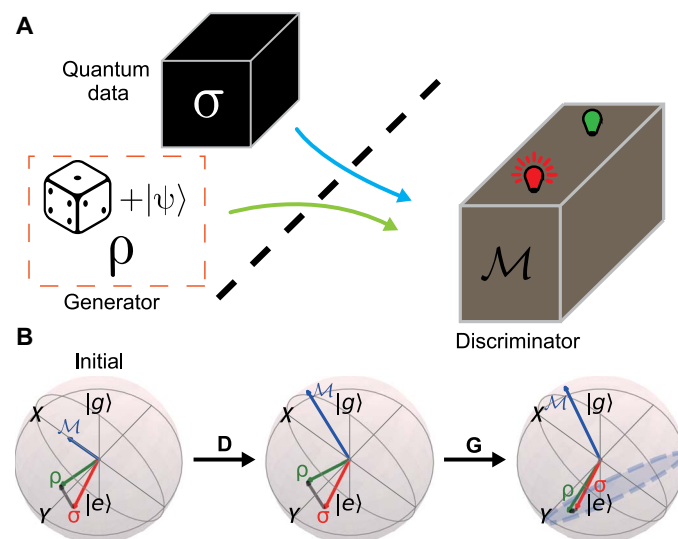 A
Quantum
data
σ
+|ψ⟩
ρ
Generator
ℳ
Discriminator
B
Initial
X
|g⟩
ℳ
ρ
|e⟩
Y
σ
D
X
ℳ
|g⟩
ρ
|e⟩
Y
σ
G
X
ℳ
|g⟩
ρ
σ
|e⟩
Y